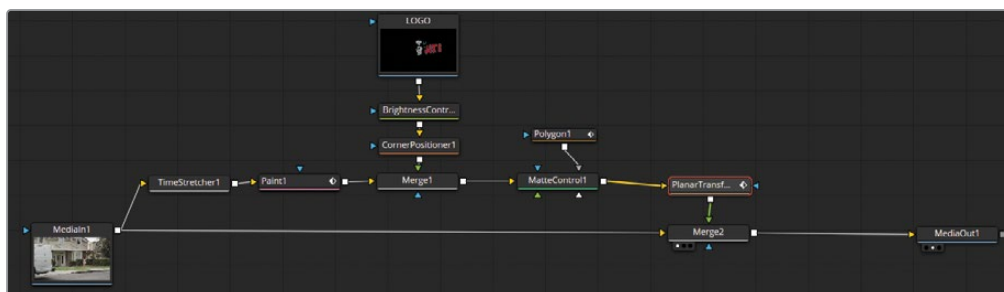 LOGO
BrightnessContr...
CornerPositioner1
Polygon1
TimeStretcher1
Paint1
Merge1
MatteControl1
PlanarTransf...
MediaIn1
Merge2
MediaOut1